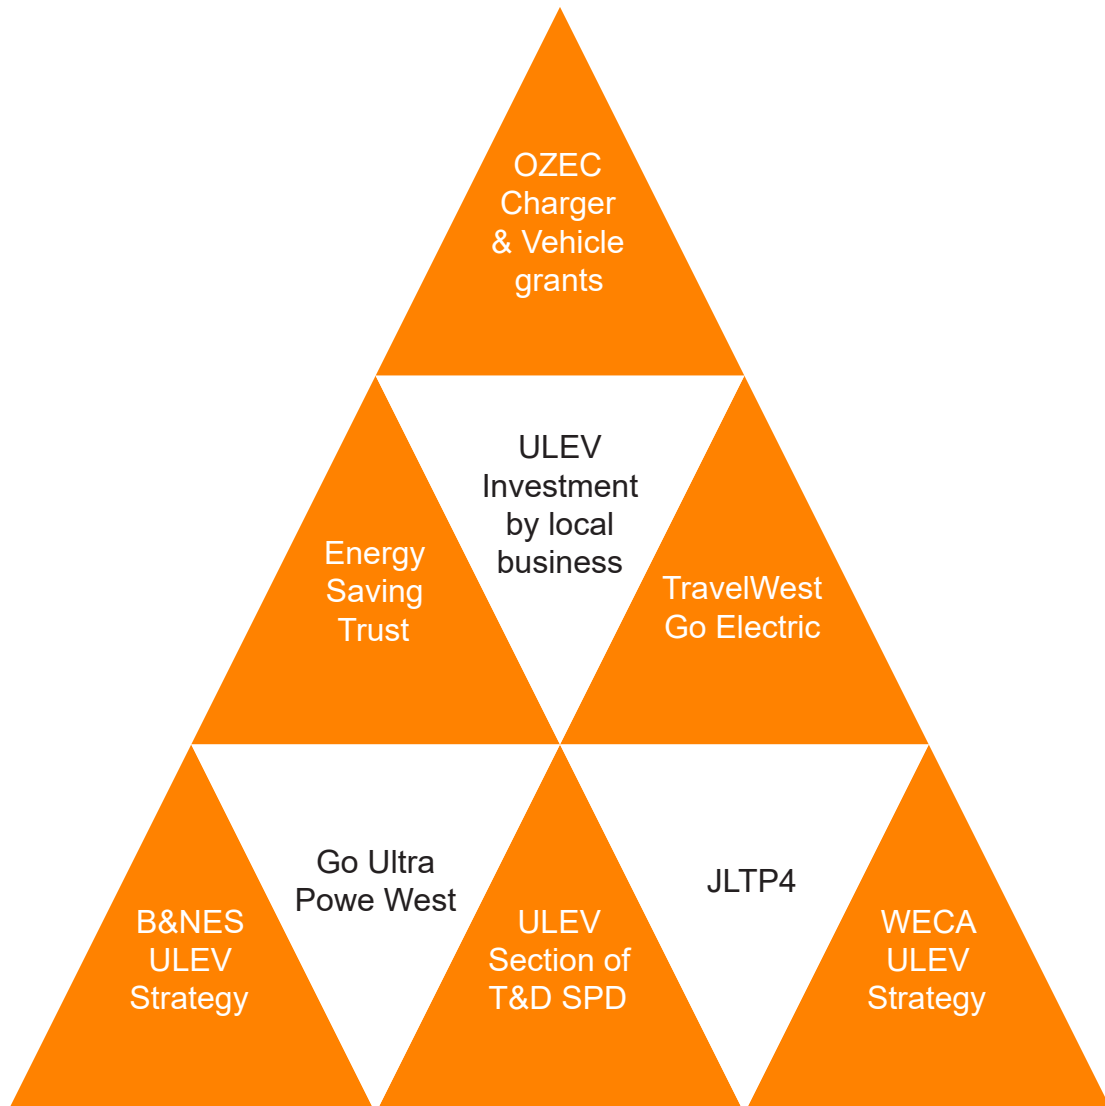 OZEC
Charger
& Vehicle
grants
ULEV
Investment
by local
business
Energy
Saving
Trust
TravelWest
Go Electric
Go Ultra
Powe West
JLTP4
B&NES
ULEV
Strategy
ULEV
Section of
T&D SPD
WECA
ULEV
Strategy